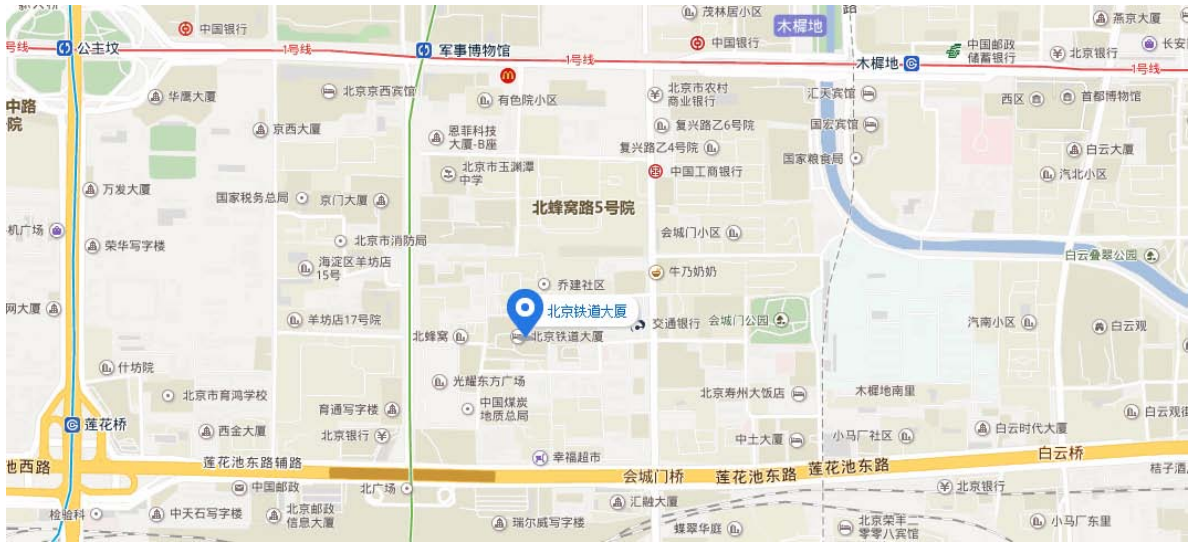 茂林居小区
木樨地
路
燕京大厦
中国银行
中国银行
中国邮政
储蓄银行
北京银行
长安
号线
公主坟
1号线
军事博物馆
1号线
木樨地
1号线
中路
院
华鹰大厦
北京京西宾馆
有色院小区
北京市农村
商业银行
汇天宾馆
西区
首都博物馆
京西大厦
恩菲科技
大厦-B座
复兴路乙6号院
国宏宾馆
复兴路乙4号院
国家粮食局
白云大厦
北京市玉渊潭
中学
中国工商银行
汽北小区
万发大厦
国家税务总局
京门大厦
北蜂窝路5号院
机广场
荣华写字楼
北京市消防局
会城门小区
海淀区羊坊店
15号
牛乃奶奶
白云叠翠公园
乔建社区
网大厦
羊坊店17号院
北京铁道大厦
交通银行
会城门公园
汽南小区
白云观
北蜂窝
北京铁道大厦
什坊院
光耀东方广场
北京市育鸿学校
北京寿州大饭店
木樨地南里
育通写字楼
中国煤炭
地质总局
白云观街
莲花桥
西金大厦
北京银行
中土大厦
小马厂社区
白云时代大厦
幸福超市
白云桥
池西路
莲花池东路辅路
会城门桥
莲花池东路
莲花池东路
桔子酒
中国邮政
北广场
北京银行
检验科
中天石写字楼
北京邮政
信息大厦
瑞尔威写字楼
汇融大厦
蝶翠华庭
北京荣丰二
零零八宾馆
小马厂东里